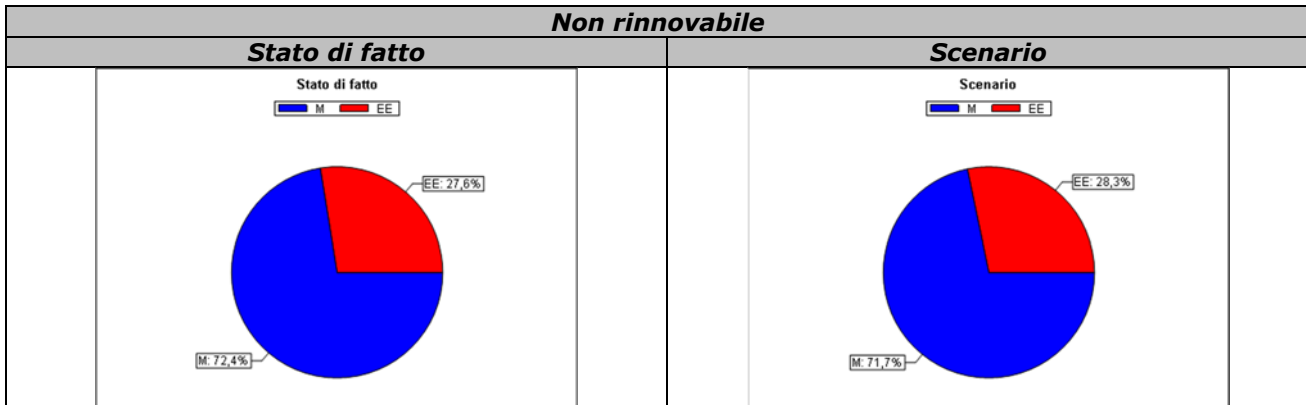 Non rinnovabile
Stato di fatto
Scenario
Stato di fatto
M EE
EE: 27,6%
M: 72,4%
Scenario
M EE
EE: 28,3%
M: 71,7%